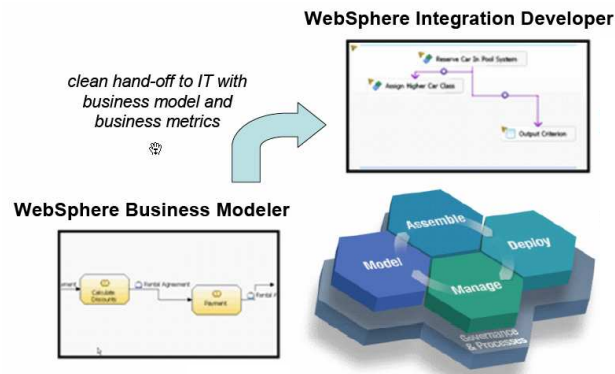 WebSphere Integration Developer
Reserve Car In Pool System
Assign Higher Car Class
Output Criterion
clean hand-off to IT with
business model and
business metrics
WebSphere Business Modeler
Calculate
Discounts
Rental Agreement
Payment
Rental A
Assemble
Deploy
Model
Manage
Governance
& Processes